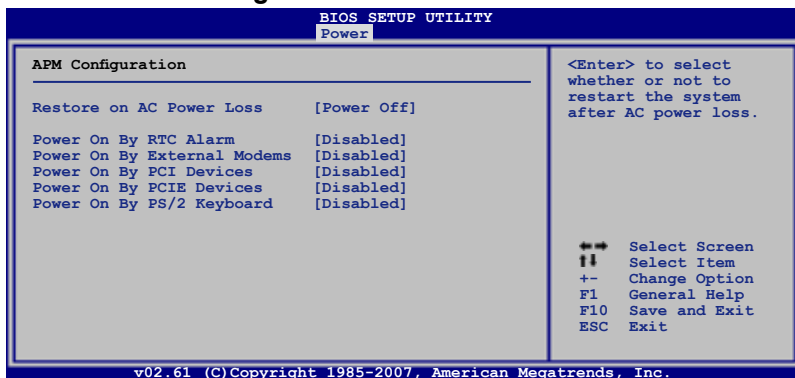 BIOS SETUP UTILITY
Power
APM Configuration
Restore on AC Power Loss [Power Off]
Power On By RTC Alarm [Disabled]
Power On By External Modems [Disabled]
Power On By PCI Devices [Disabled]
Power On By PCIE Devices [Disabled]
Power On By PS/2 Keyboard [Disabled]
<Enter> to select
whether or not to
restart the system
after AC power loss.
←→ Select Screen
↑↓ Select Item
+- Change Option
F1 General Help
F10 Save and Exit
ESC Exit
v02.61 (C)Copyright 1985-2007, American Megatrends, Inc.